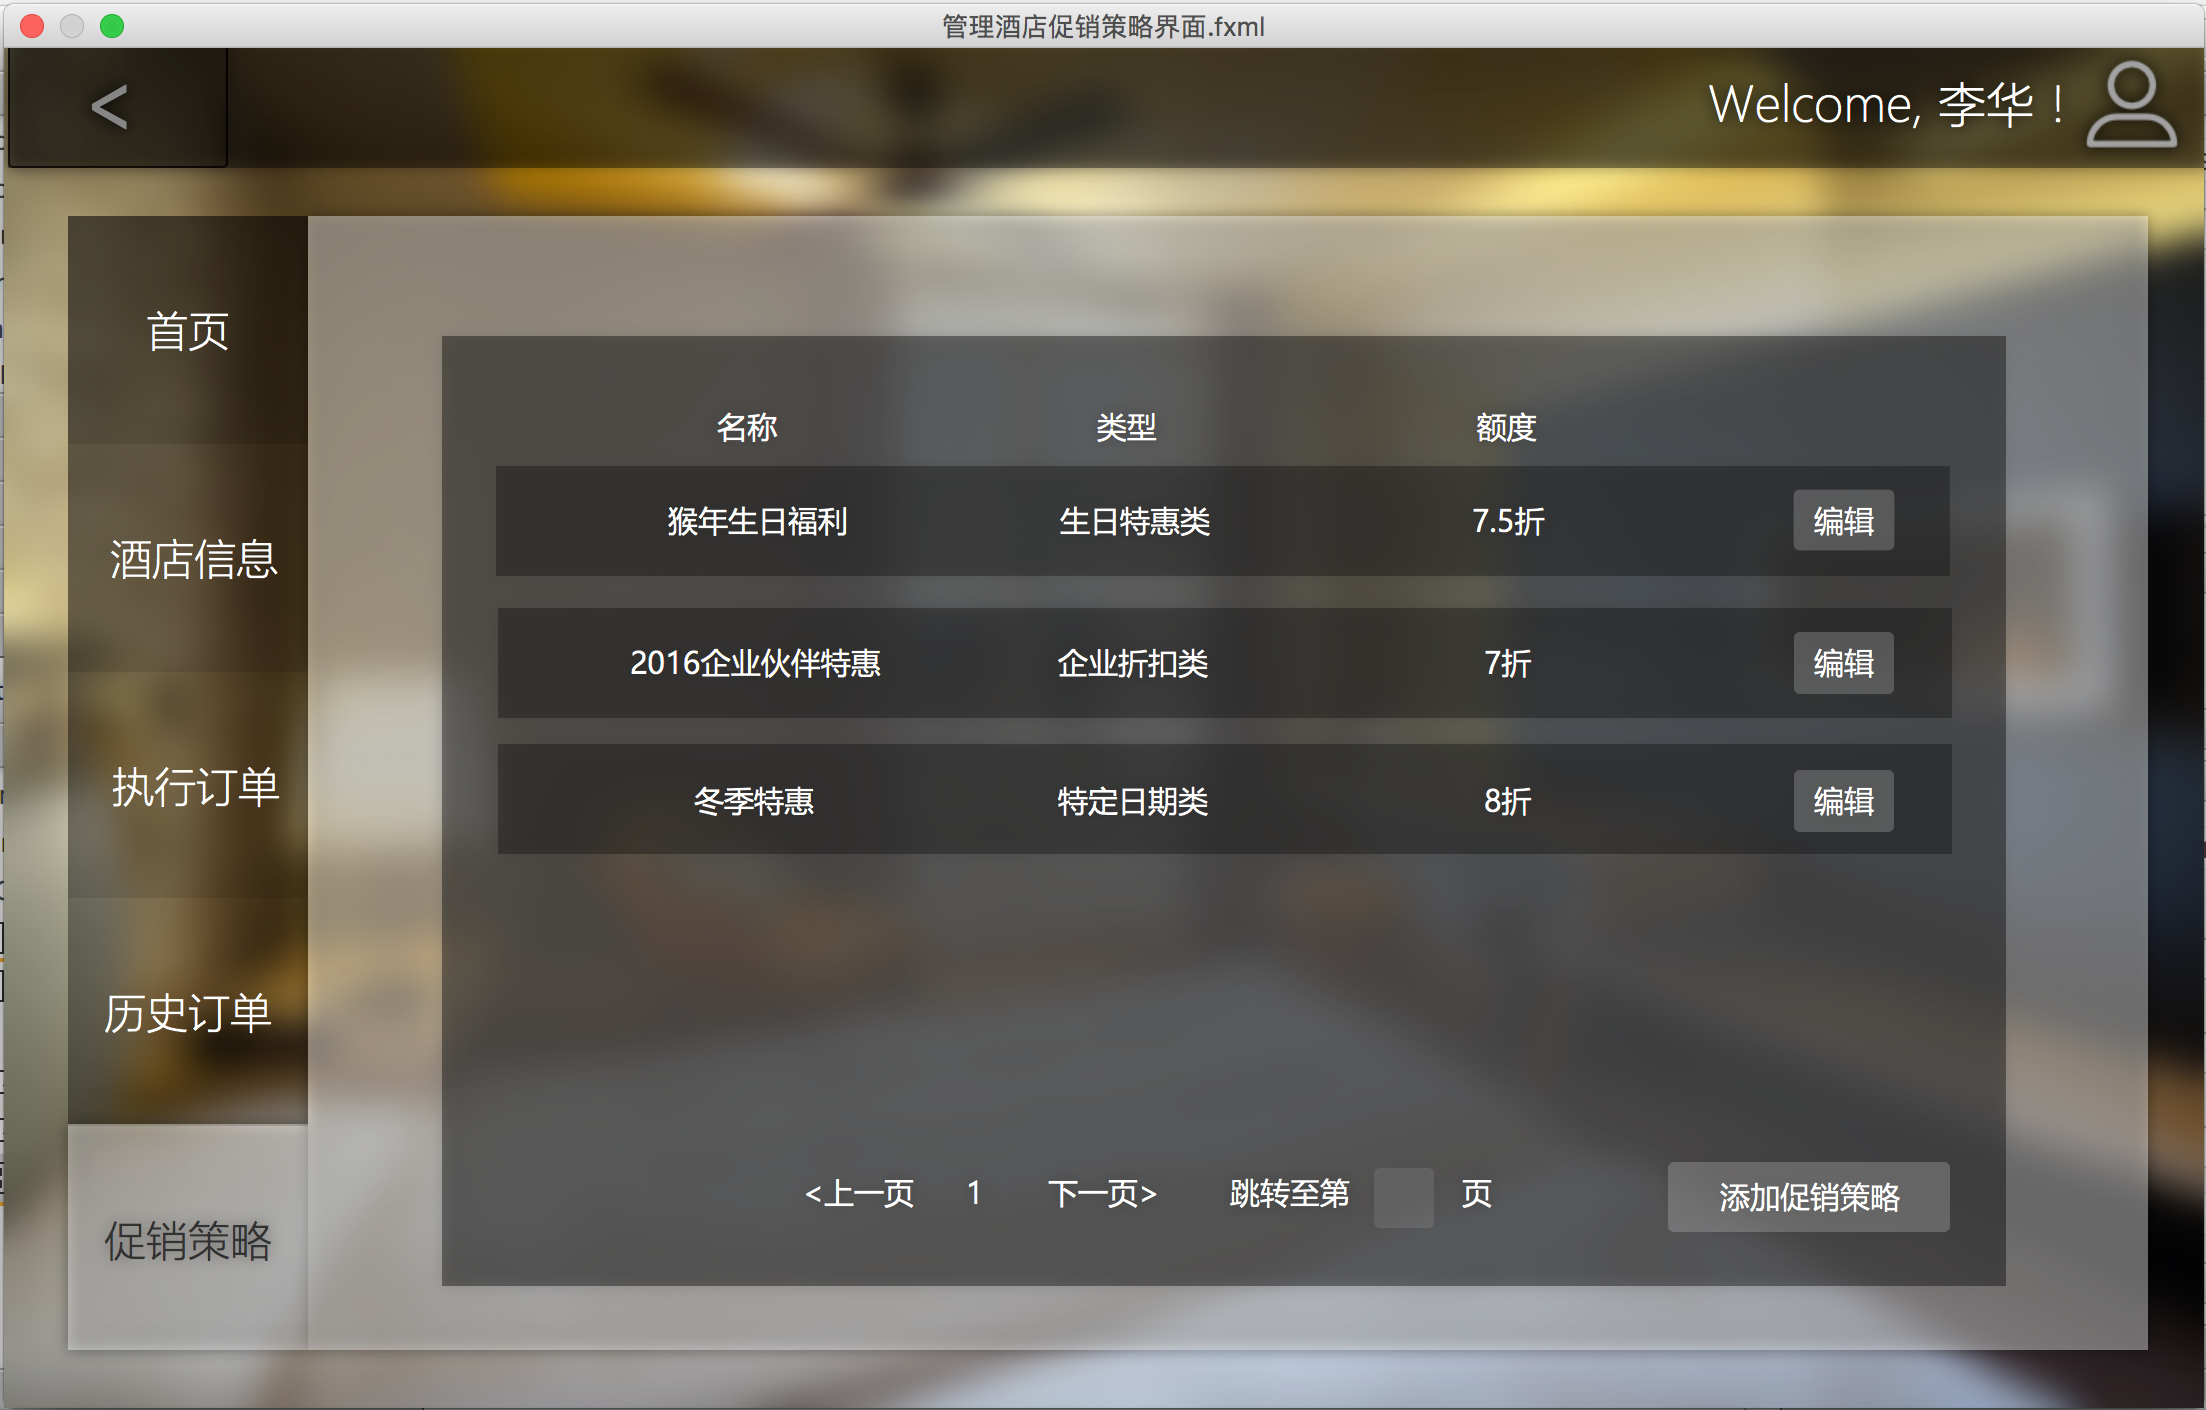 管理酒店促销策略界面.fxml
<
Welcome, 李华！
首页
酒店信息
执行订单
历史订单
促销策略
名称 类型 额度
猴年生日福利 生日特惠类 7.5折 编辑
2016企业伙伴特惠 企业折扣类 7折 编辑
冬季特惠 特定日期类 8折 编辑
<上一页 1 下一页> 跳转至第 页 添加促销策略